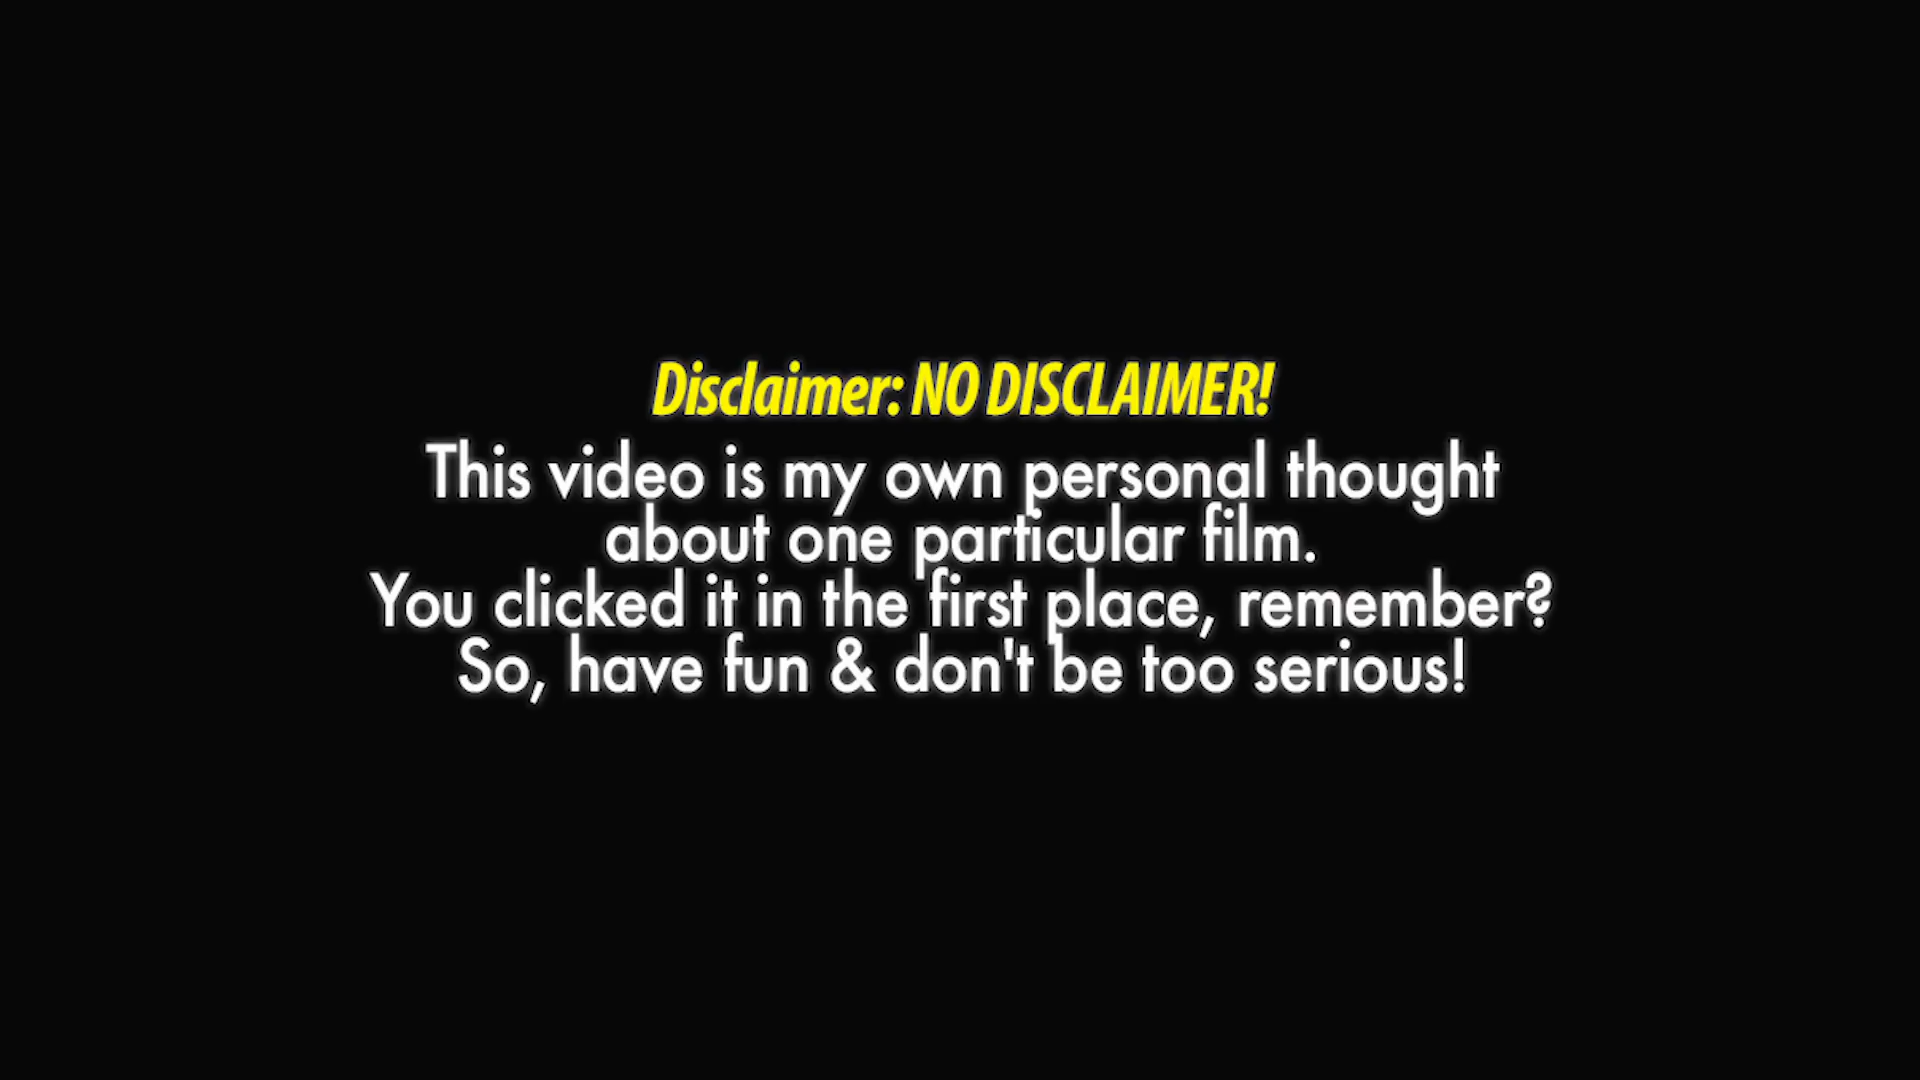 Disclaimer: NO DISCLAIMER!
This video is my own personal thought
about one particular film.
You clicked it in the first place, remember?
So, have fun & don't be too serious!